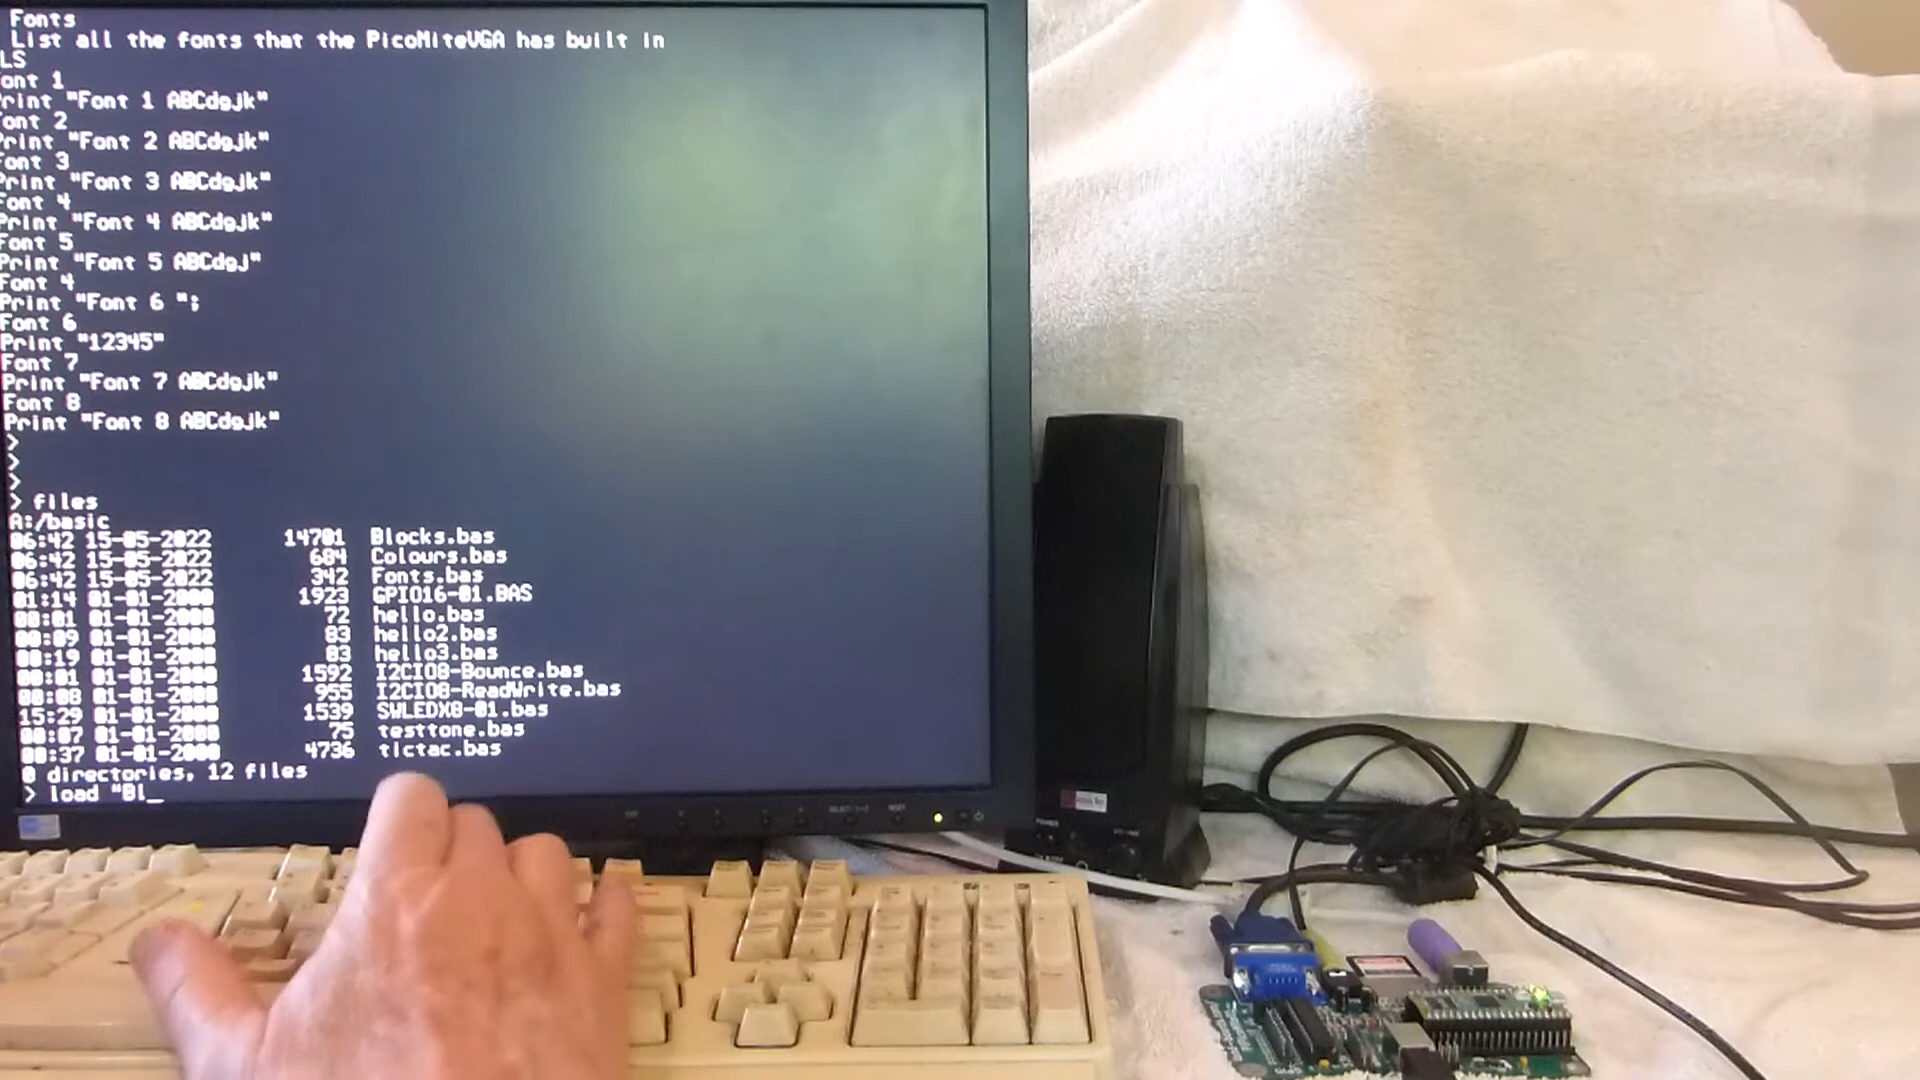 Fonts
List all the fonts that the PicoMiteVGA has built in
LS
ont 1
rint "Font 1 ABCdgjk"
ont 2
rint "Font 2 ABCdgjk"
ont 3
Print "Font 3 ABCdgjk"
Font 4
Print "Font 4 ABCdgjk"
Font 5
Print "Font 5 ABCdgj"
Font 4
Print "Font 6 ";
Font 6
Print "12345"
Font 7
Print "Font 7 ABCdgjk"
Font 8
Print "Font 8 ABCdgjk"
>
>
>
> files
A:/basic
06:42 15-05-2022 14701 Blocks.bas
06:42 15-05-2022 684 Colours.bas
06:42 15-05-2022 342 Fonts.bas
01:14 01-01-2000 1923 GPIO16-01.BAS
00:01 01-01-2000 72 hello.bas
00:09 01-01-2000 83 hello2.bas
00:19 01-01-2000 83 hello3.bas
00:01 01-01-2000 1592 I2CIO8-Bounce.bas
00:08 01-01-2000 955 I2CIO8-ReadWrite.bas
15:29 01-01-2000 1539 SWLEDX8-01.bas
00:07 01-01-2000 75 testtone.bas
00:37 01-01-2000 4736 tictac.bas
0 directories, 12 files
> load "Bl_